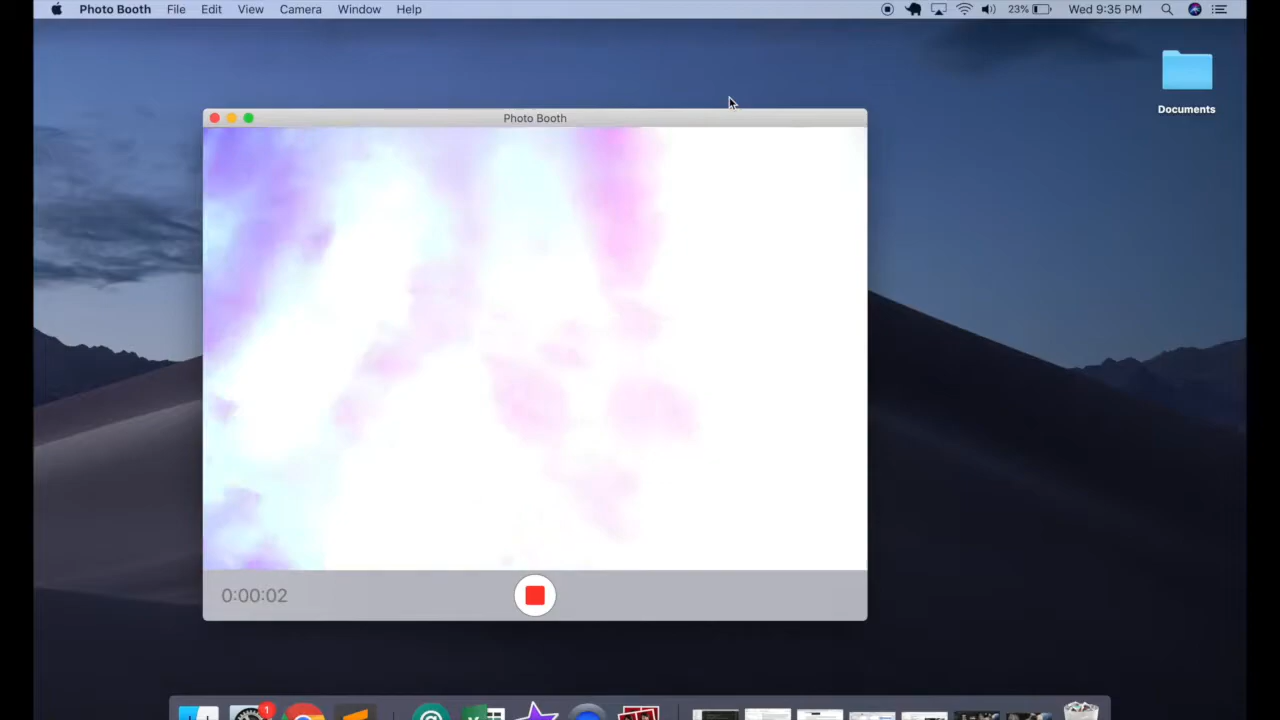 Photo Booth File Edit View Camera Window Help 23% Wed 9:35 PM
Documents
Photo Booth
0:00:02
1